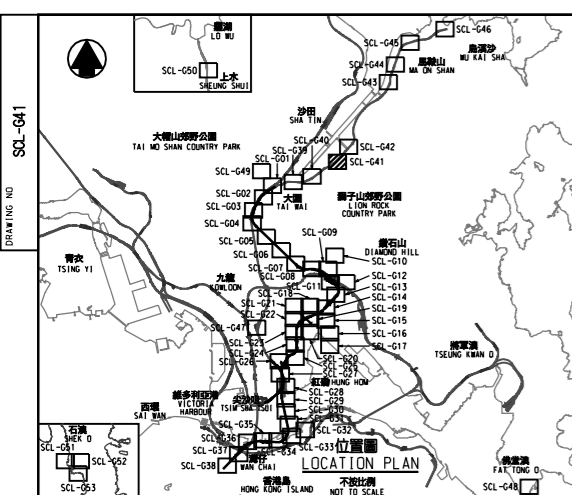 DRAWING NO
SCL-G41
羅湖
LO WU
SCL-G50
上水
SHEUNG SHUI
SCL-G46
SCL-G45
烏溪沙
WU KAI SHA
SCL-G44
馬鞍山
MA ON SHAN
SCL-G43
沙田
SHA TIN
大帽山郊野公園
TAI MO SHAN COUNTRY PARK
SCL-G40
SCL-G42
SCL-G39
SCL-G41
SCL-G01
SCL-G49
SCL-G02
大圍
TAI WAI
獅子山郊野公園
LION ROCK
COUNTRY PARK
SCL-G03
SCL-G04
SCL-G05
SCL-G09
鑽石山
DIAMOND HILL
SCL-G06
SCL-G10
青衣
TSING YI
SCL-G07
SCL-G08
九龍
KOWLOON
SCL-G11
SCL-G12
SCL-G13
SCL-G18
SCL-G14
SCL-G21
SCL-G19
SCL-G22
SCL-G15
SCL-G47
SCL-G16
SCL-G23
SCL-G17
將軍澳
TSEUNG KWAN O
SCL-G24
SCL-G20
SCL-G26
SCL-G27
紅磡
HUNG HOM
西環
SAI WAN
維多利亞港
VICTORIA
HARBOUR
尖沙咀
TSIM SHA TSUI
SCL-G28
SCL-G29
SCL-G30
SCL-G35
SCL-G32
SCL-G36
SCL-G33
SCL-G34
SCL-G37
灣仔
WAN CHAI
SCL-G38
石澳
SHEK O
SCL-G51
SCL-G52
SCL-G53
位置圖
LOCATION PLAN
香港島
HONG KONG ISLAND
不按比例
NOT TO SCALE
FAT TONG O
SCL-G48